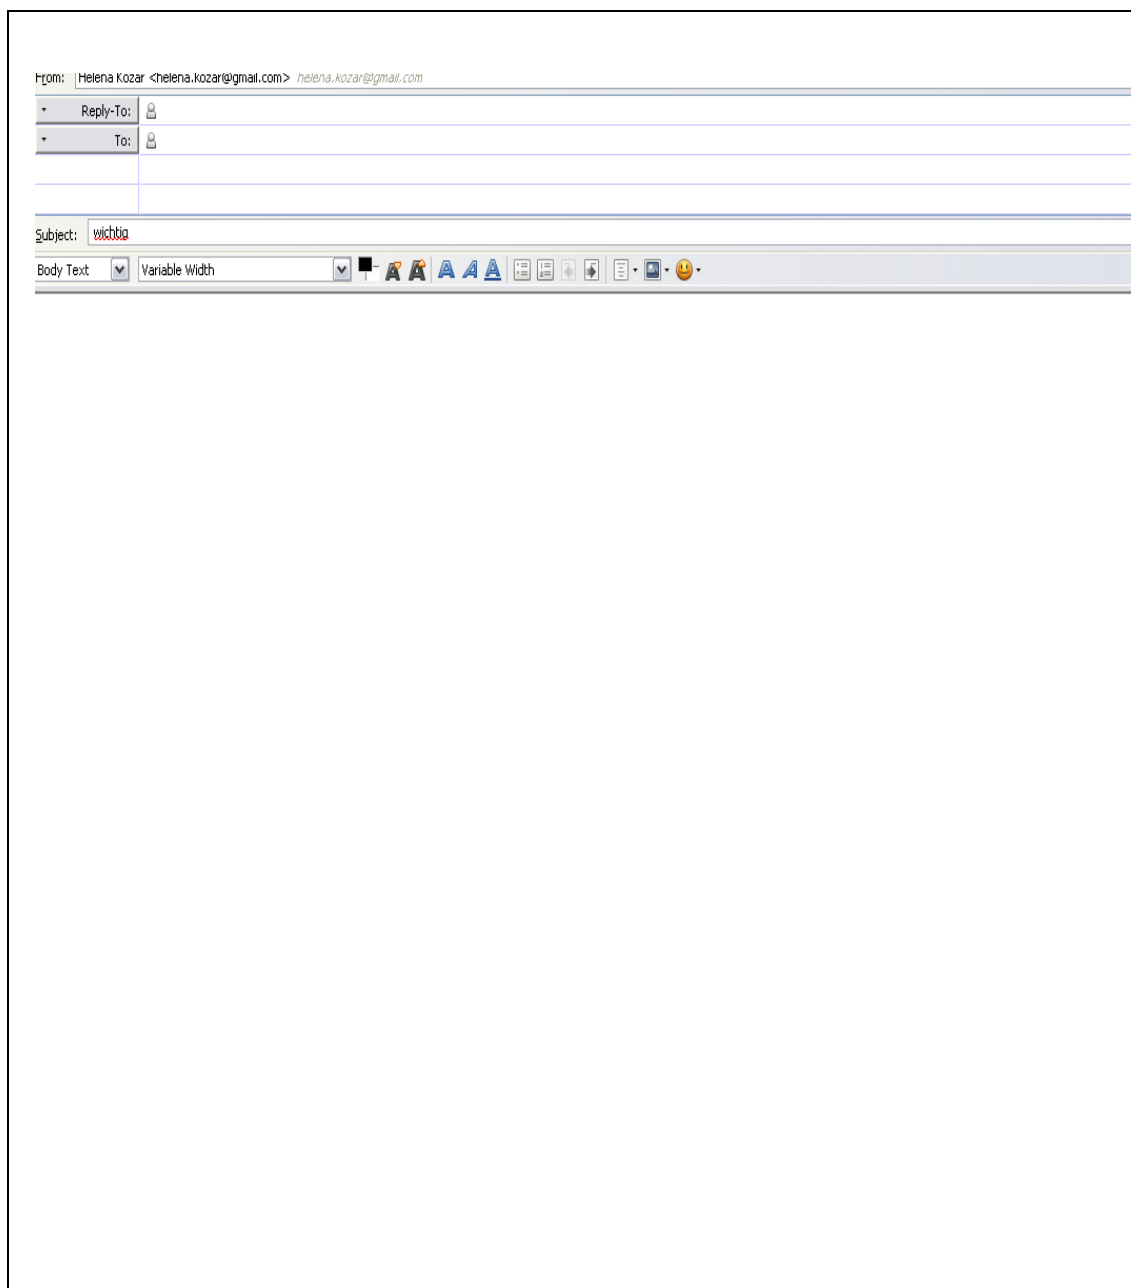 From: Helena Kozar <helena.kozar@gmail.com> helena.kozar@gmail.com
Reply-To:
To:
Subject: wichtig
Body Text Variable Width